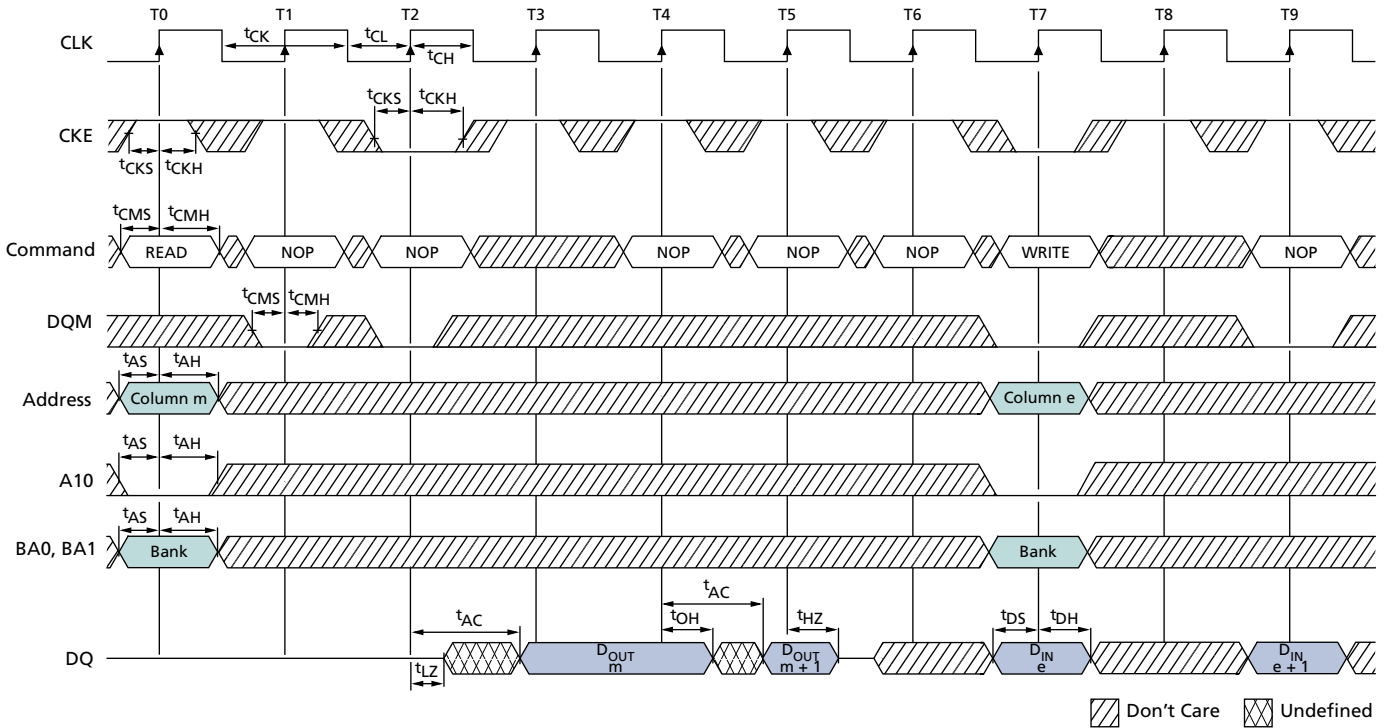 T0 T1 T2 T3 T4 T5 T6 T7 T8 T9
CLK
tCK tCL
tCH
tCKS tCKH
CKE
tCKS tCKH
tCMS tCMH
Command READ NOP NOP NOP NOP NOP WRITE NOP
tCMS tCMH
DQM
tAS tAH
Address Column m Column e
tAS tAH
A10
tAS tAH
BA0, BA1 Bank Bank
tAC tAC
tOH tHZ tDS tDH
DQ DOUT DOUT DIN DIN
m m + 1 e e + 1
tLZ
Don't Care Undefined